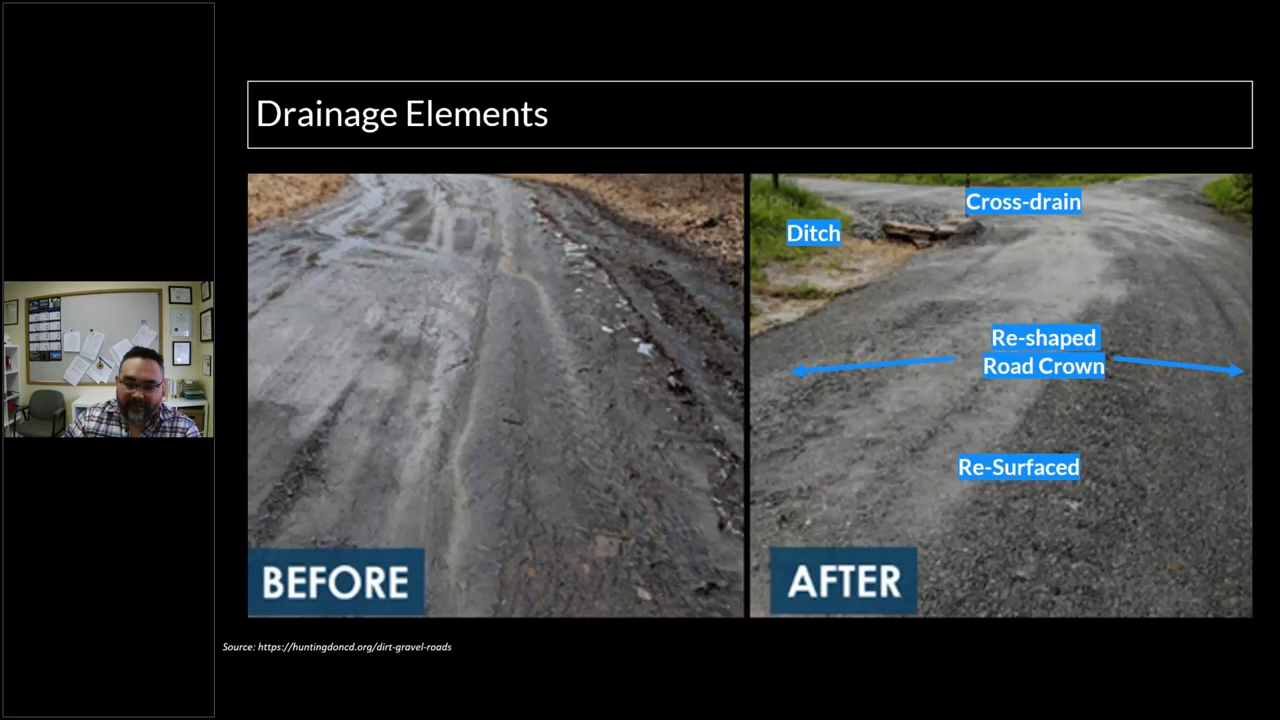 Drainage Elements
Cross-drain
Ditch
Re-shaped
Road Crown
Re-Surfaced
BEFORE
AFTER
Source: https://huntingdoncd.org/dirt-gravel-roads